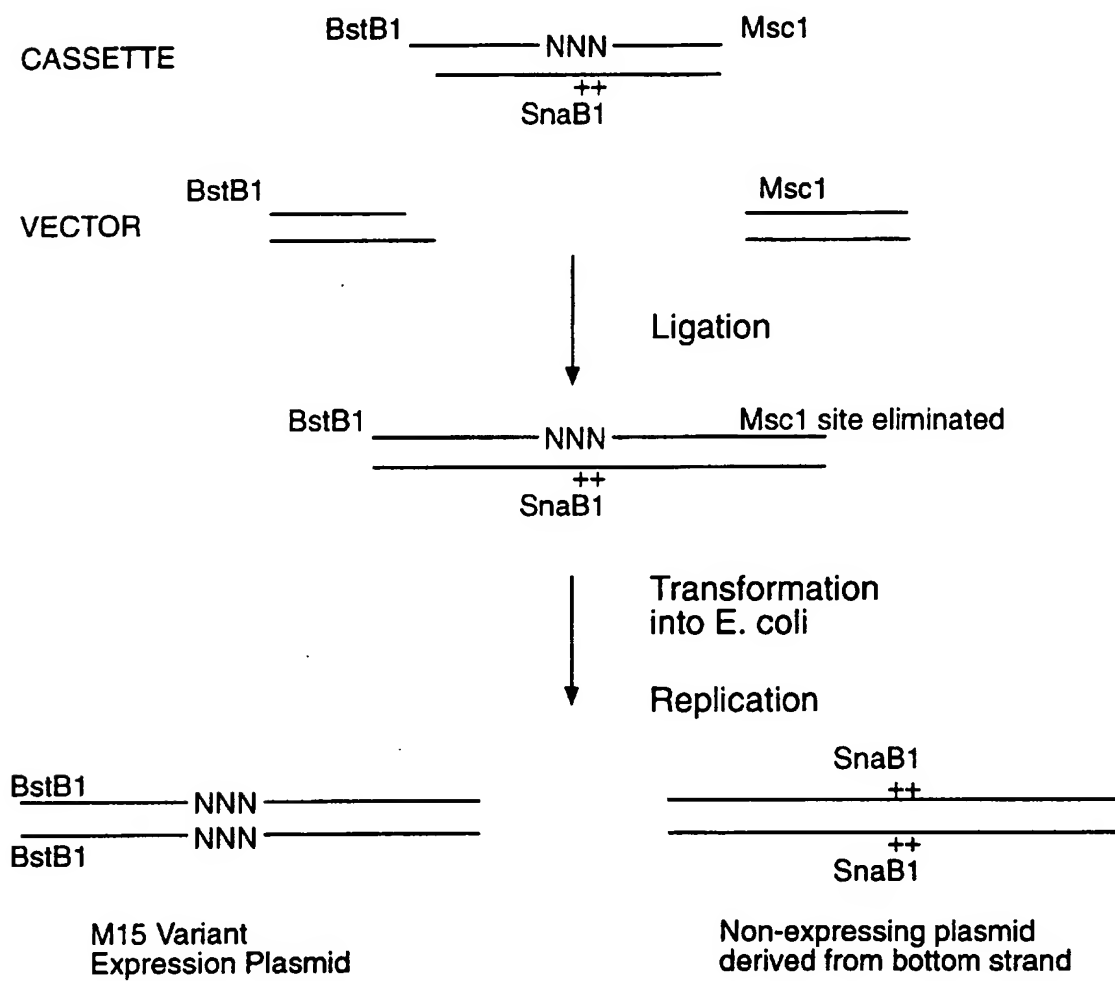 BstB1 Msc1
CASSETTE NNN
++
SnaB1
BstB1 Msc1
VECTOR
Ligation
BstB1 Msc1 site eliminated
NNN
++
SnaB1
Transformation
into E. coli
Replication
SnaB1
BstB1 ++
NNN
NNN
BstB1 ++
SnaB1
M15 Variant
Expression Plasmid
Non-expressing plasmid
derived from bottom strand